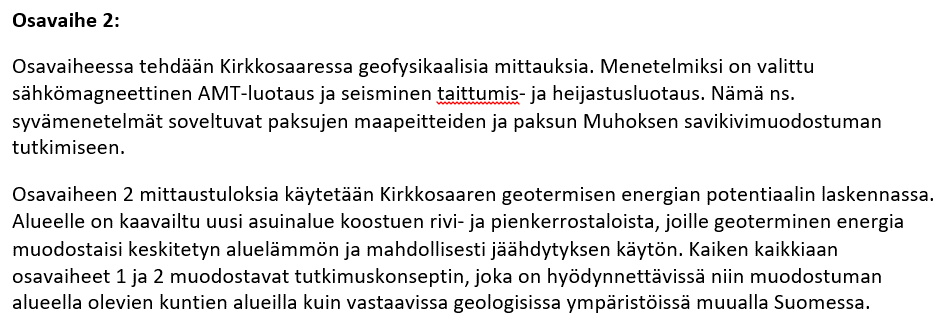 Osavaihe 2:
Osavaiheessa tehdään Kirkkosaaressa geofysikaalisia mittauksia. Menetelmiksi on valittu
sähkömagneettinen AMT-luotaus ja seisminen taittumis- ja heijastusluotaus. Nämä ns.
syvämenetelmät soveltuvat paksujen maapeitteiden ja paksun Muhoksen savikivimuodostuman
tutkimiseen.
Osavaiheen 2 mittaustuloksia käytetään Kirkkosaaren geotermisen energian potentiaalin laskennassa.
Alueelle on kaavailtu uusi asuinalue koostuen rivi- ja pienkerrostaloista, joille geoterminen energia
muodostaisi keskitetyn aluelämmön ja mahdollisesti jäähdytyksen käytön. Kaiken kaikkiaan
osavaiheet 1 ja 2 muodostavat tutkimuskonseptin, joka on hyödynnettävissä niin muodostuman
alueella olevien kuntien alueilla kuin vastaavissa geologisissa ympäristöissä muualla Suomessa.